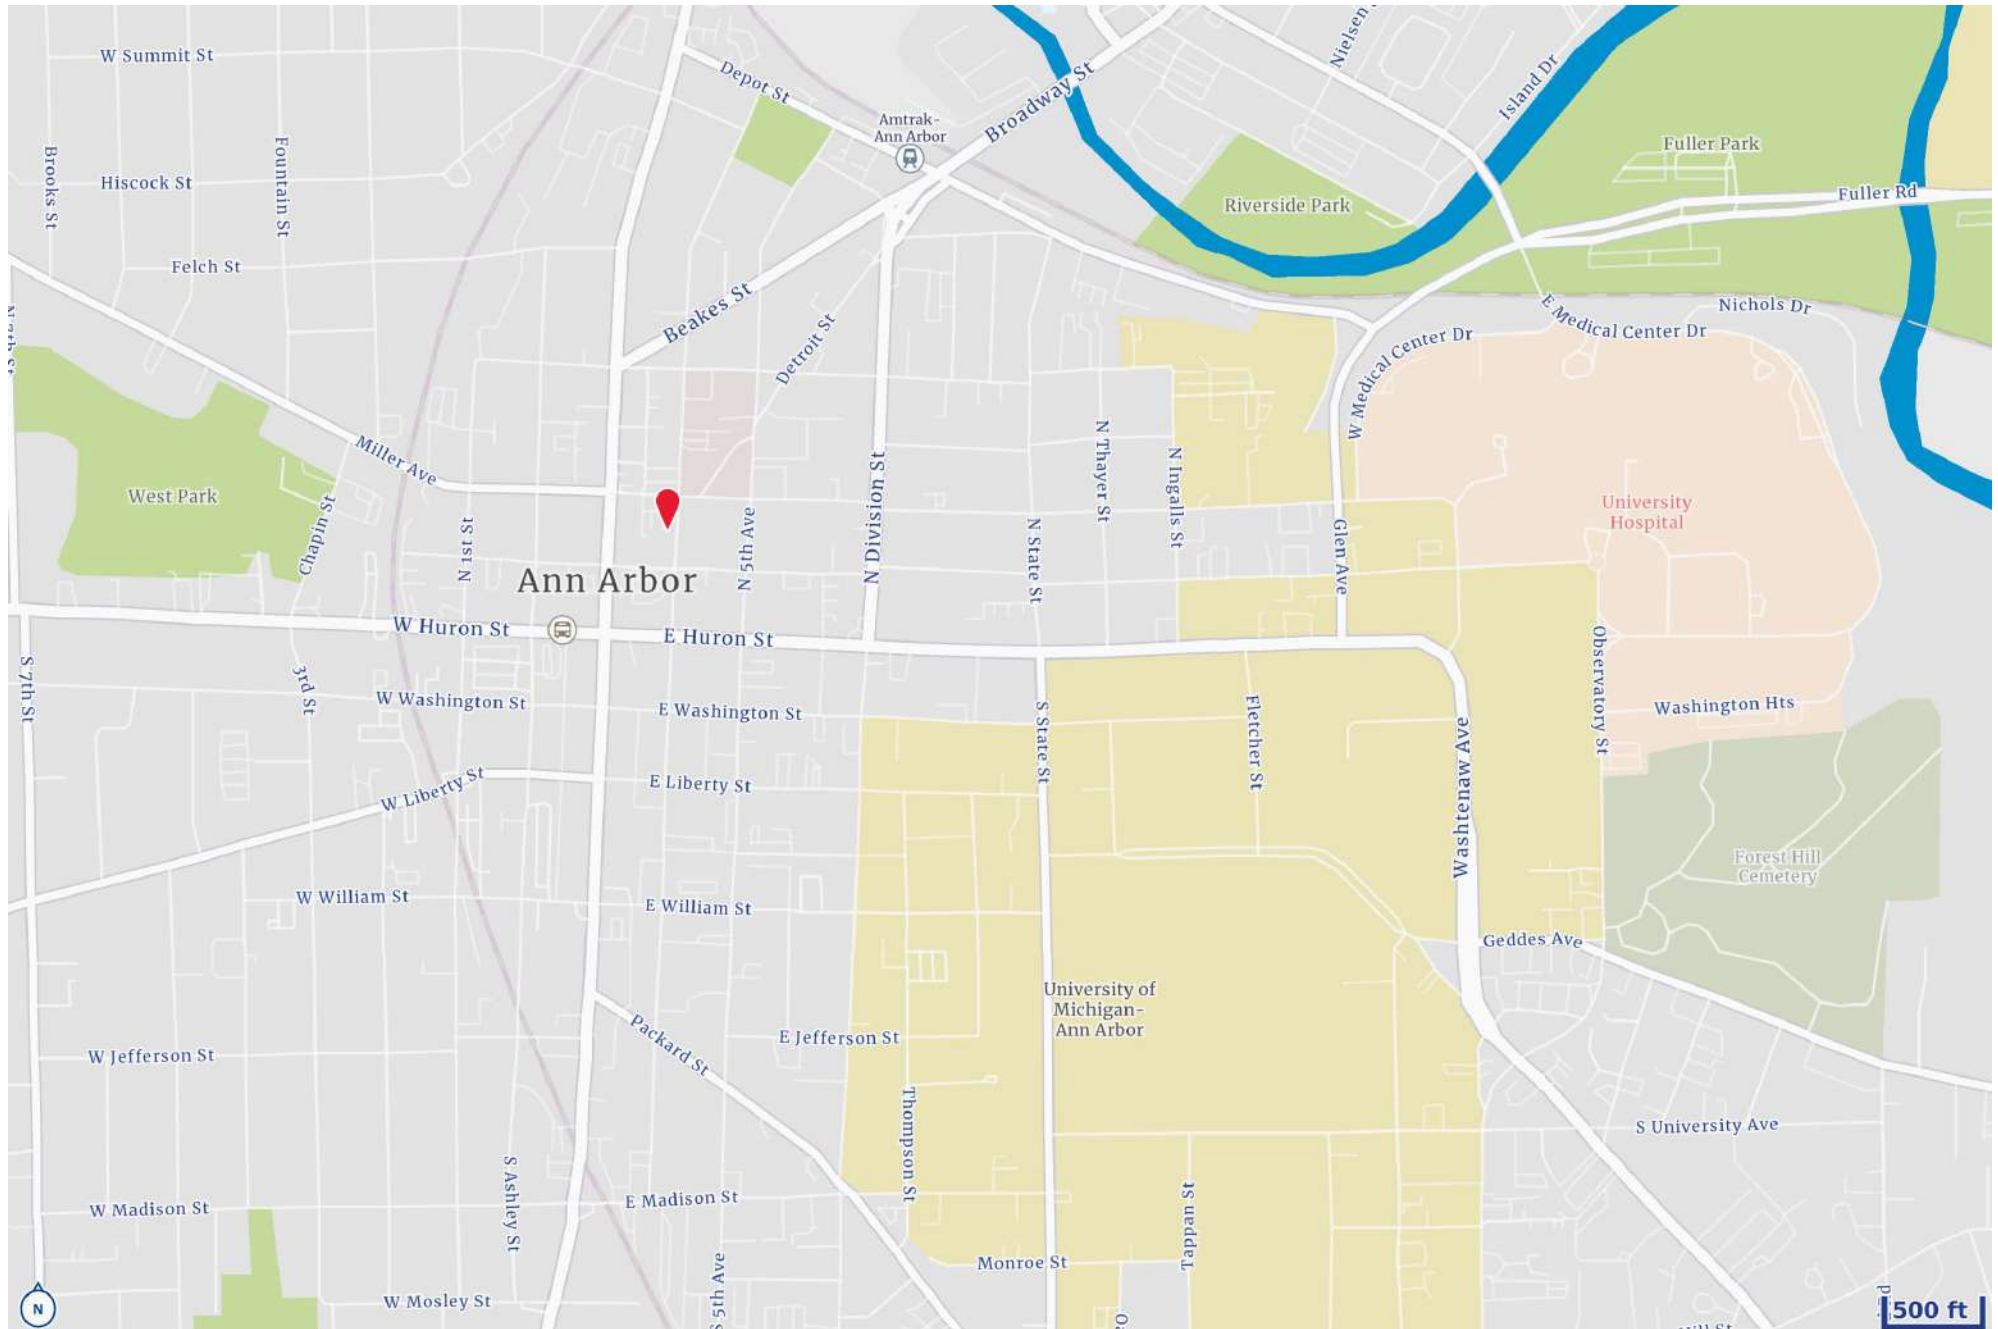 W Summit St
Depot St
Amtrak-
Ann Arbor
Broadway St
Nielsen
Island Dr
Fuller Park
Brooks St
Hiscock St
Fountain St
Riverside Park
Fuller Rd
Felch St
Beakes St
Detroit St
E Medical Center Dr
Nichols Dr
W Medical Center Dr
Miller Ave
West Park
Chapin St
N 1st St
N 5th Ave
N Division St
N State St
N Thayer St
N Ingalls St
Glen Ave
University
Hospital
Ann Arbor
W Huron St
E Huron St
S 7th St
3rd St
W Washington St
E Washington St
S State St
Fletcher St
Washtenaw Ave
Observatory St
Washington Hts
W Liberty St
E Liberty St
Forest Hill
Cemetery
W William St
E William St
Geddes Ave
University of
Michigan-
Ann Arbor
Packard St
E Jefferson St
W Jefferson St
Thompson St
S University Ave
S Ashley St
W Madison St
E Madison St
Tappan St
Monroe St
S 5th Ave
W Mosley St
N
500 ft